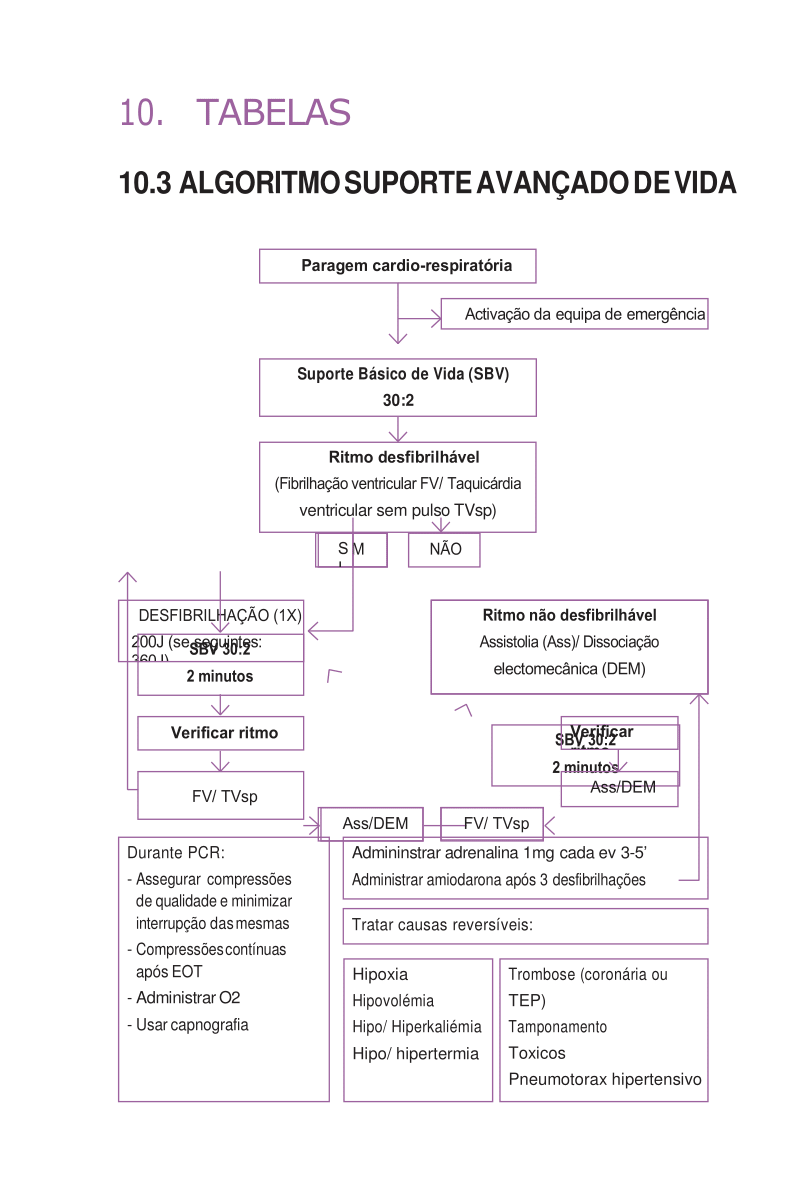 10. TABELAS
10.3 ALGORITMO SUPORTE AVANÇADO DE VIDA
Paragem cardio-respiratória
Activação da equipa de emergência
Suporte Básico de Vida (SBV)
30:2
Ritmo desfibrilhável
(Fibrilhação ventricular FV/ Taquicárdia
ventricular sem pulso TVsp)
NÃO
DESFIBRILHAÇÃO (1X)
200J (se seguintes:
360J)
SBV 30:2
2 minutos
Verificar ritmo
FV/ TVsp
Ritmo não desfibrilhável
Assistolia (Ass)/ Dissociação
electomecânica (DEM)
Verificar
ritmo
SBV 30:2
2 minutos
Ass/DEM
Ass/DEM
FV/ TVsp
Durante PCR:
- Assegurar compressões
de qualidade e minimizar
interrupção das mesmas
- Compressões contínuas
após EOT
- Administrar O2
- Usar capnografia
Admininstrar adrenalina 1mg cada ev 3-5’
Administrar amiodarona após 3 desfibrilhações
Tratar causas reversíveis:
Hipoxia
Hipovolémia
Hipo/ Hiperkaliémia
Hipo/ hipertermia
Trombose (coronária ou
TEP)
Tamponamento
Toxicos
Pneumotorax hipertensivo